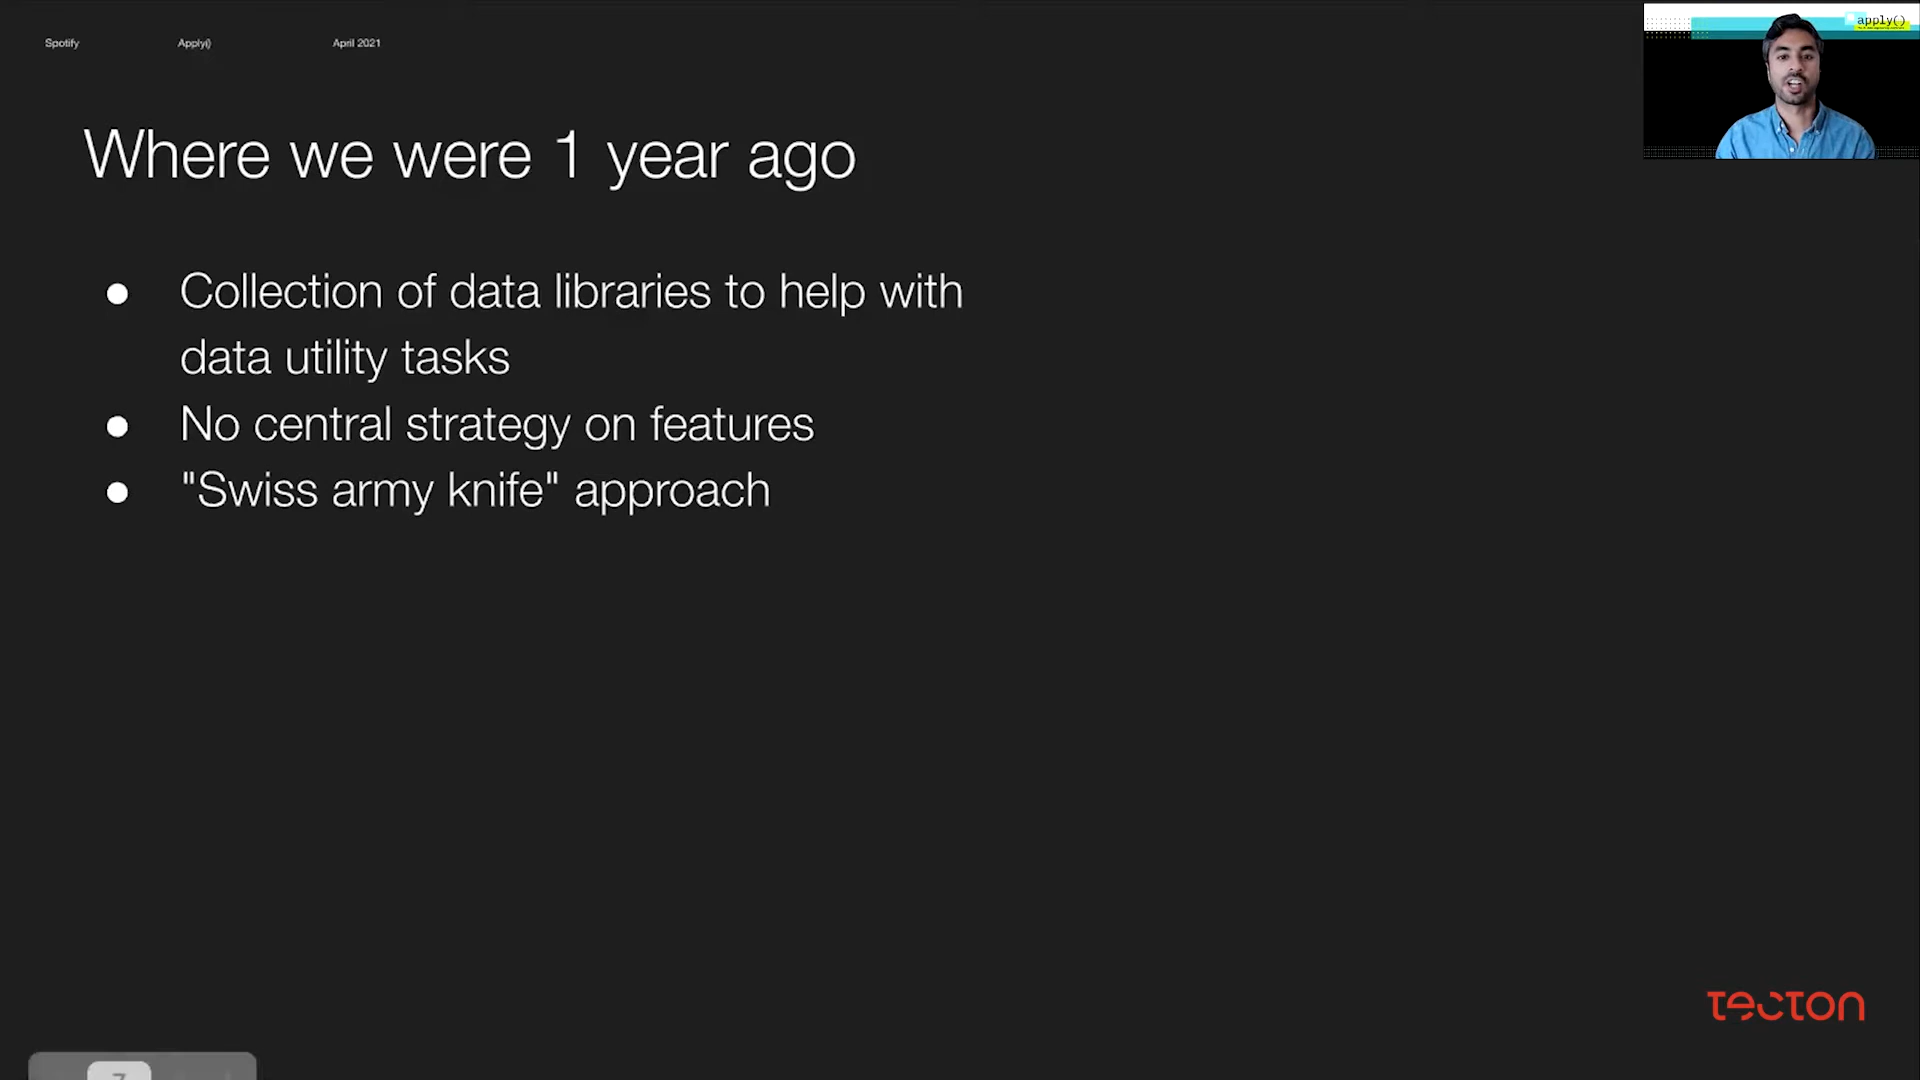 Spotify
Apply()
April 2021
apply()
Where we were 1 year ago
● Collection of data libraries to help with
data utility tasks
● No central strategy on features
● "Swiss army knife" approach
tecton